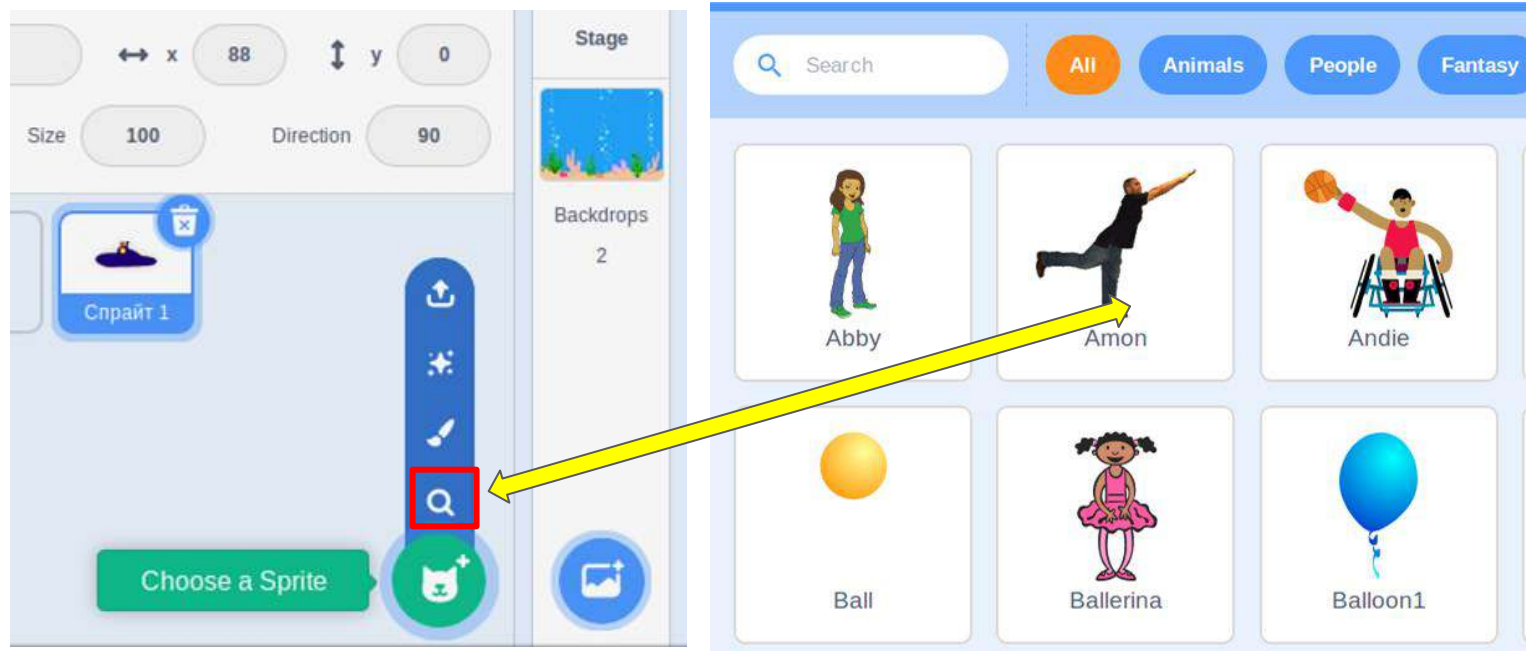 x 88 y 0
Size 100 Direction 90
Спрайт 1
Choose a Sprite
Stage
Backdrops
2
Search All Animals People Fantasy
Abby Amon Andie
Ball Ballerina Balloon1